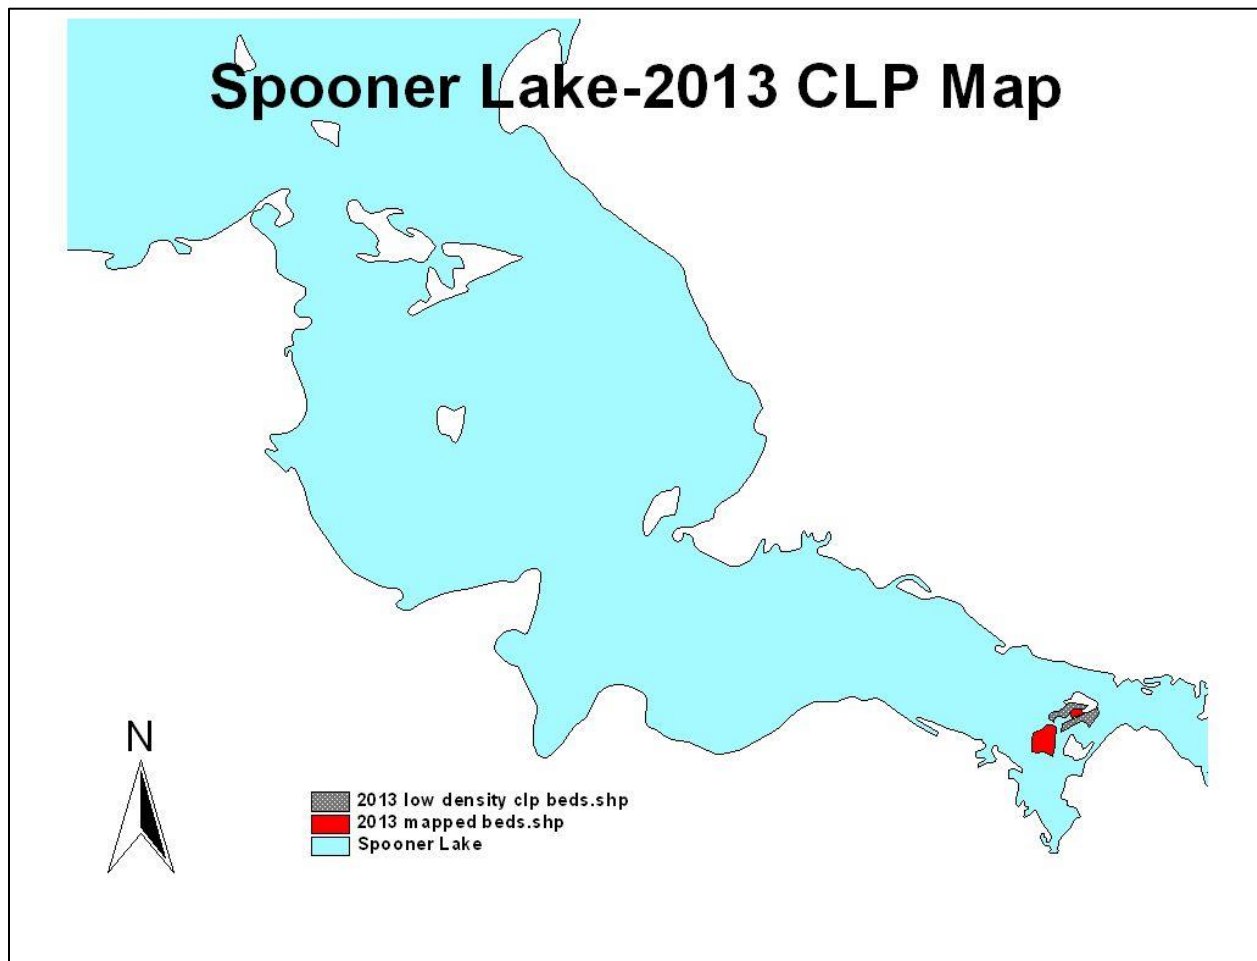 Spooner Lake-2013 CLP Map
N
2013 low density clp beds.shp
2013 mapped beds.shp
Spooner Lake